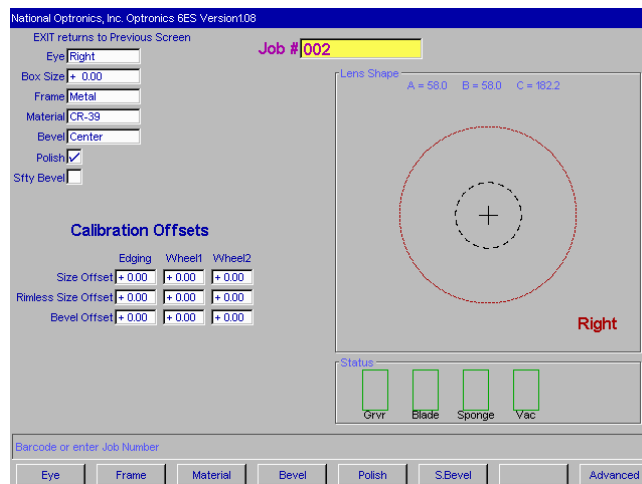 National Optronics, Inc. Optronics 6ES Version1.08
EXIT returns to Previous Screen
Job # 002
Eye Right
Box Size + 0.00
Frame Metal
Material CR-39
Bevel Center
Polish
Sfty Bevel
Lens Shape
A = 58.0 B = 58.0 C = 182.2
Right
Calibration Offsets
Edging Wheel1 Wheel2
Size Offset + 0.00 + 0.00 + 0.00
Rimless Size Offset + 0.00 + 0.00 + 0.00
Bevel Offset + 0.00 + 0.00 + 0.00
Status
Grvr Blade Sponge Vac
Barcode or enter Job Number
Eye Frame Material Bevel Polish S.Bevel Advanced